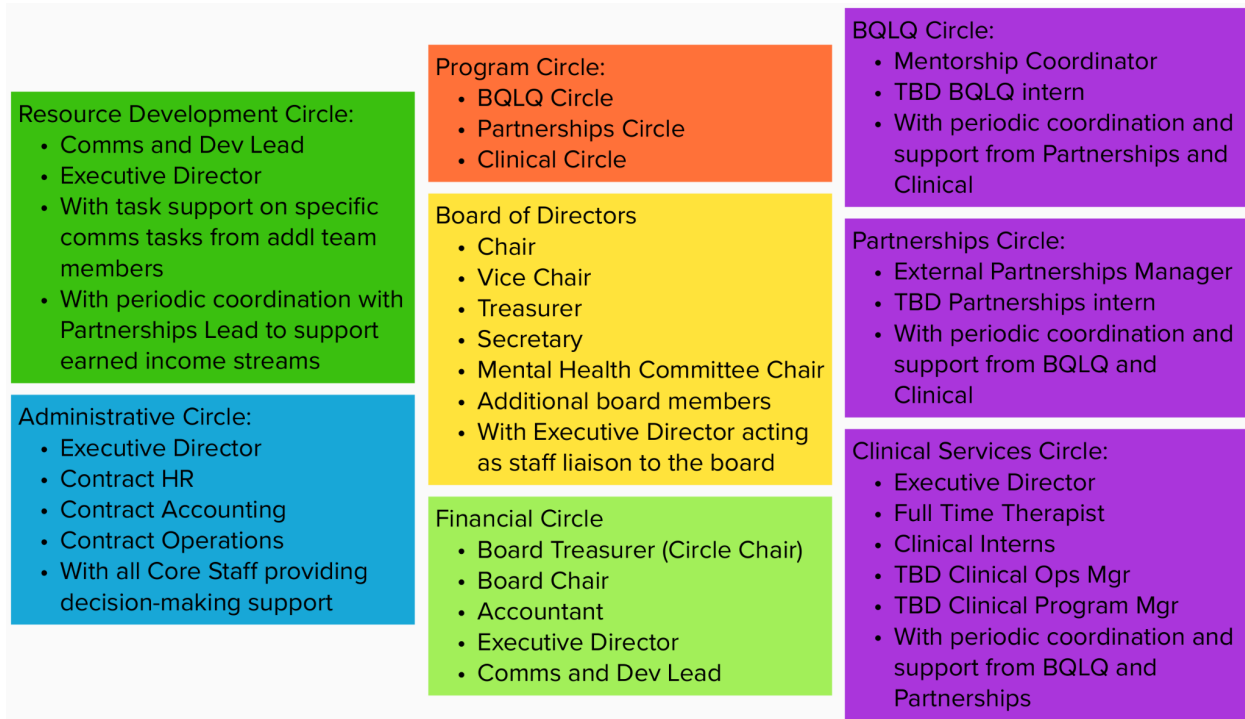 Resource Development Circle:
• Comms and Dev Lead
• Executive Director
• With task support on specific
comms tasks from addl team
members
• With periodic coordination with
Partnerships Lead to support
earned income streams
Administrative Circle:
• Executive Director
• Contract HR
• Contract Accounting
• Contract Operations
• With all Core Staff providing
decision-making support
Program Circle:
• BQLQ Circle
• Partnerships Circle
• Clinical Circle
Board of Directors
• Chair
• Vice Chair
• Treasurer
• Secretary
• Mental Health Committee Chair
• Additional board members
• With Executive Director acting
as staff liaison to the board
Financial Circle
• Board Treasurer (Circle Chair)
• Board Chair
• Accountant
• Executive Director
• Comms and Dev Lead
BQLQ Circle:
• Mentorship Coordinator
• TBD BQLQ intern
• With periodic coordination and
support from Partnerships and
Clinical
Partnerships Circle:
• External Partnerships Manager
• TBD Partnerships intern
• With periodic coordination and
support from BQLQ and
Clinical
Clinical Services Circle:
• Executive Director
• Full Time Therapist
• Clinical Interns
• TBD Clinical Ops Mgr
• TBD Clinical Program Mgr
• With periodic coordination and
support from BQLQ and
Partnerships